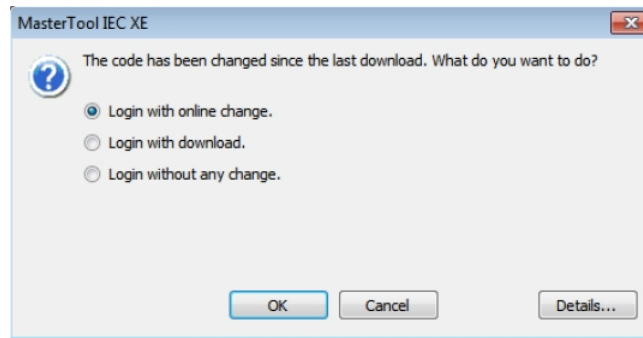 MasterTool IEC XE
The code has been changed since the last download. What do you want to do?
Login with online change.
Login with download.
Login without any change.
OK Cancel Details...